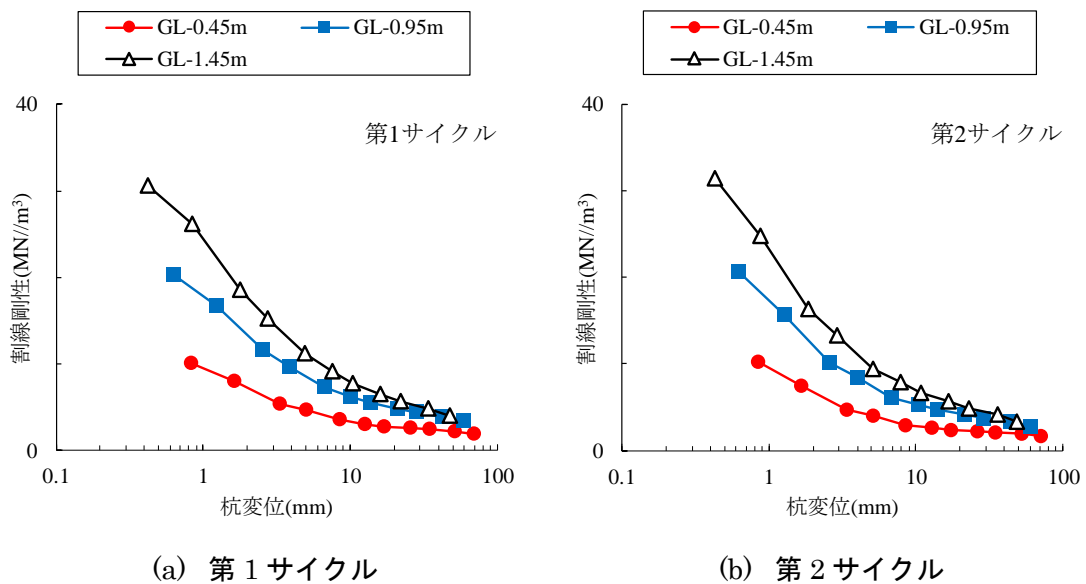 GL-0.45m GL-0.95m
GL-1.45m
40
第1サイクル
割線剛性(MN//m³)
0
0.1 1 10 100
杭変位(mm)
(a) 第1サイクル
GL-0.45m GL-0.95m
GL-1.45m
40
第2サイクル
割線剛性(MN//m³)
0
0.1 1 10 100
杭変位(mm)
(b) 第2サイクル